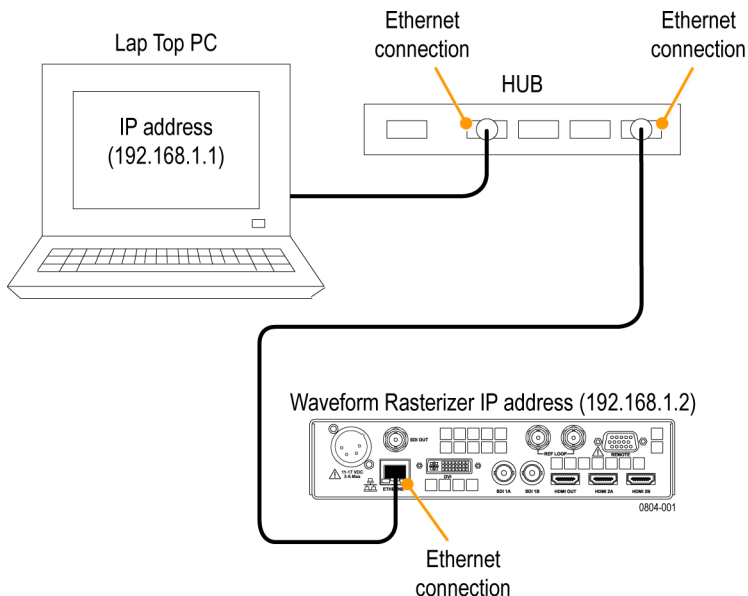 Ethernet
connection
Ethernet
connection
Lap Top PC
HUB
IP address
(192.168.1.1)
Waveform Rasterizer IP address (192.168.1.2)
SDI OUT
REF LOOP
REMOTE
11-17 VDC
3 A Max
ETHERNE
DVI
SDI 1A
SDI 1B
HDMI OUT
HDMI 2A
HDMI 2B
0804-001
Ethernet
connection